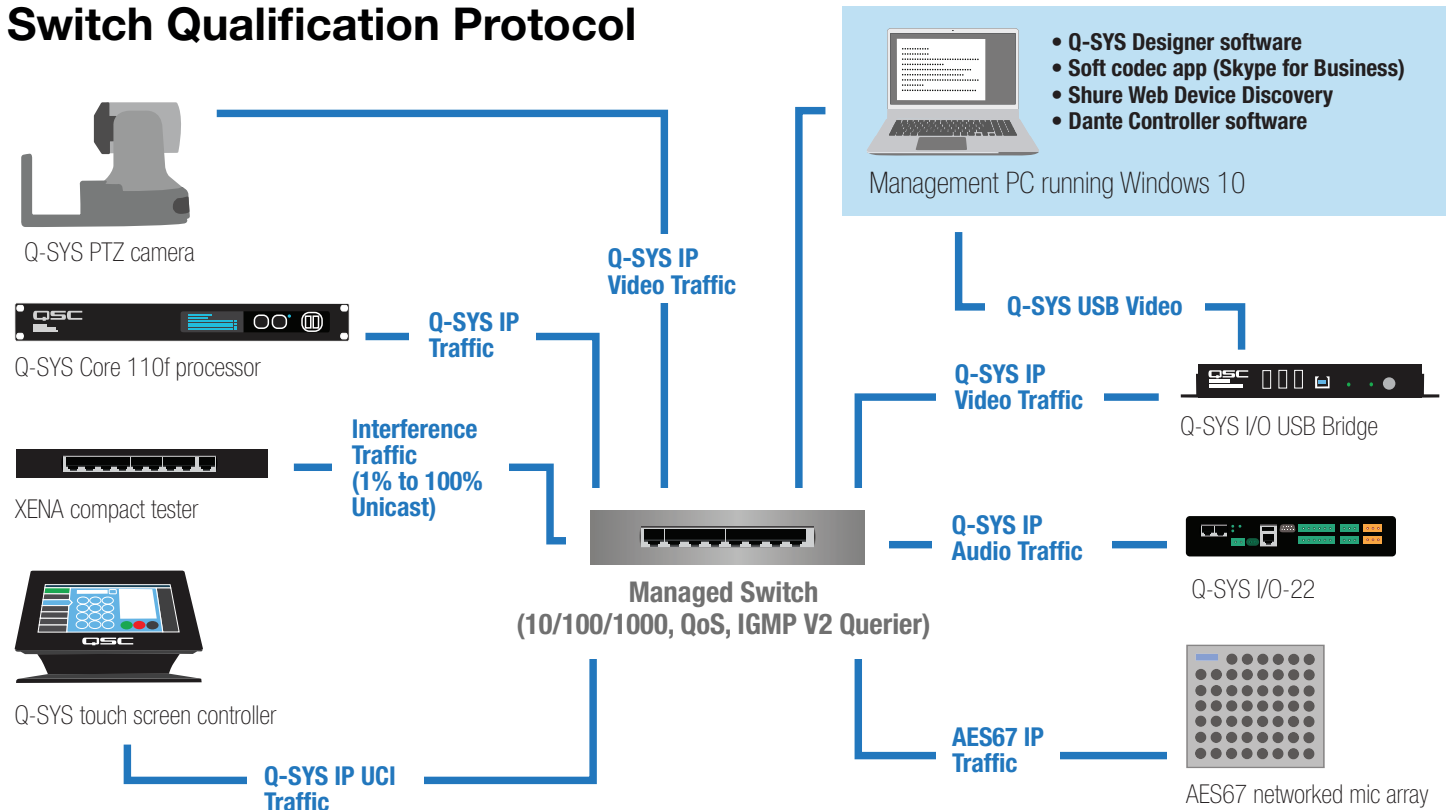 Switch Qualification Protocol
• Q-SYS Designer software
• Soft codec app (Skype for Business)
• Shure Web Device Discovery
• Dante Controller software
Management PC running Windows 10
Q-SYS PTZ camera
Q-SYS IP
Video Traffic
Q-SYS USB Video
QSC
Q-SYS Core 110f processor
Q-SYS IP
Traffic
Q-SYS IP
Video Traffic
QSC
Q-SYS I/O USB Bridge
Interference
Traffic
(1% to 100%
Unicast)
XENA compact tester
Q-SYS IP
Audio Traffic
Q-SYS I/O-22
Managed Switch
(10/100/1000, QoS, IGMP V2 Querier)
QSC
Q-SYS touch screen controller
Q-SYS IP UCI
Traffic
AES67 IP
Traffic
AES67 networked mic array